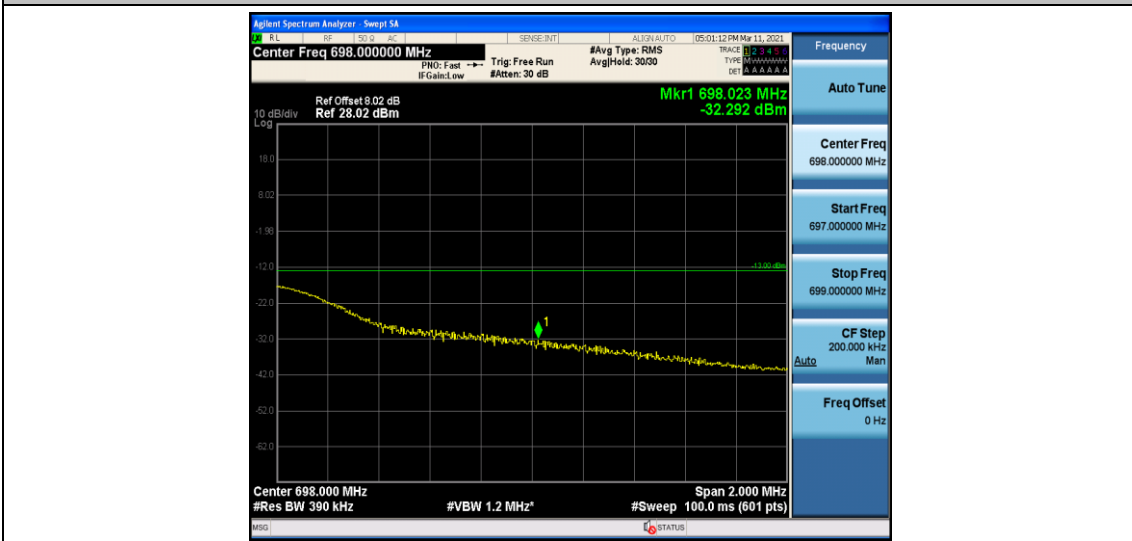 Agilent Spectrum Analyzer - Swept SA
RL RF 50 Ω AC SENSE:INT ALIGN AUTO 05:01:12 PM Mar 11, 2021
Center Freq 698.000000 MHz
PNO: Fast
IFGain:Low
Trig: Free Run
#Atten: 30 dB
#Avg Type: RMS
Avg|Hold: 30/30
TRACE 1 2 3 4 5 6
TYPE M
DET A A A A A A
Mkr1 698.023 MHz
-32.292 dBm
Ref Offset 8.02 dB
10 dB/div Ref 28.02 dBm
Log
18.0
8.02
-1.98
-12.0
-22.0
-32.0
-42.0
-52.0
-62.0
-13.00 dBm
1
Center 698.000 MHz Span 2.000 MHz
#Res BW 390 kHz #VBW 1.2 MHz* #Sweep 100.0 ms (601 pts)
MSG STATUS
Frequency
Auto Tune
Center Freq
698.000000 MHz
Start Freq
697.000000 MHz
Stop Freq
699.000000 MHz
CF Step
200.000 kHz
Auto Man
Freq Offset
0 Hz